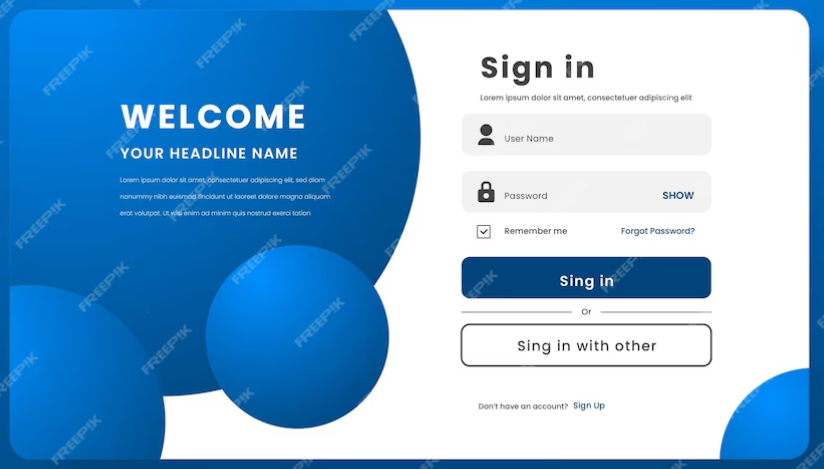 WELCOME
YOUR HEADLINE NAME
Lorem ipsum dolor sit amet, consectetuer adipiscing elit, sed diam
nonummy nibh euismod tincidunt ut laoreet dolore magna aliquam
erat volutpat. Ut wisi enim ad minim quis nostrud exerci tation
Sign in
Lorem ipsum dolor sit amet, consectetuer adipiscing elit
User Name
Password SHOW
Remember me Forgot Password?
Sing in
Or
Sing in with other
Don't have an account? Sign Up
FREEPIK